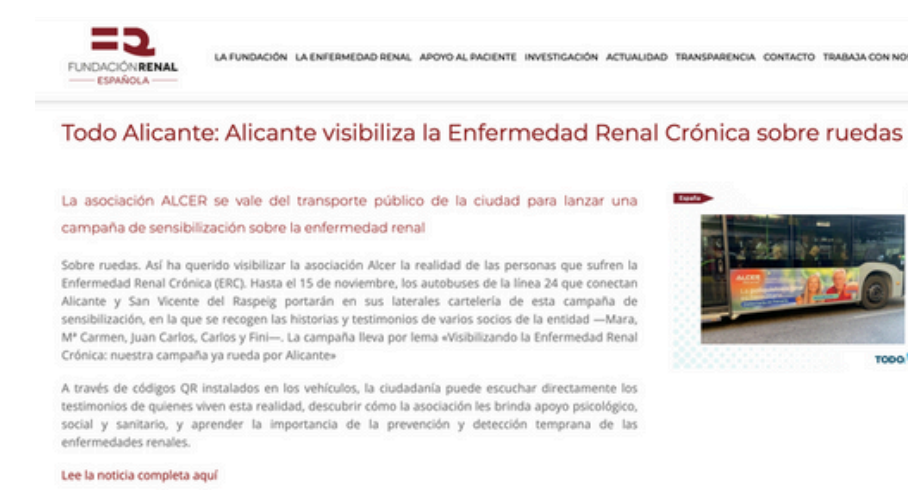 FUNDACIÓN RENAL
ESPAÑOLA
LA FUNDACIÓN LA ENFERMEDAD RENAL APOYO AL PACIENTE INVESTIGACIÓN ACTUALIDAD TRANSPARENCIA CONTACTO TRABAJA CON
Todo Alicante: Alicante visibiliza la Enfermedad Renal Crónica sobre ruedas
La asociación ALCER se vale del transporte público de la ciudad para lanzar una
campaña de sensibilización sobre la enfermedad renal
Sobre ruedas. Así ha querido visibilizar la asociación Alcer la realidad de las personas que sufren la
Enfermedad Renal Crónica (ERC). Hasta el 15 de noviembre, los autobuses de la línea 24 que conectan
Alicante y San Vicente del Raspeig portarán en sus laterales cartelería de esta campaña de
sensibilización, en la que se recogen las historias y testimonios de varios socios de la entidad —Mara,
Mª Carmen, Juan Carlos, Carlos y Fini—. La campaña lleva por lema «Visibilizando la Enfermedad Renal
Crónica: nuestra campaña ya rueda por Alicante»
A través de códigos QR instalados en los vehículos, la ciudadanía puede escuchar directamente los
testimonios de quienes viven esta realidad, descubrir cómo la asociación les brinda apoyo psicológico,
social y sanitario, y aprender la importancia de la prevención y detección temprana de las
enfermedades renales.
Lee la noticia completa aquí
España
ALCER
TODO